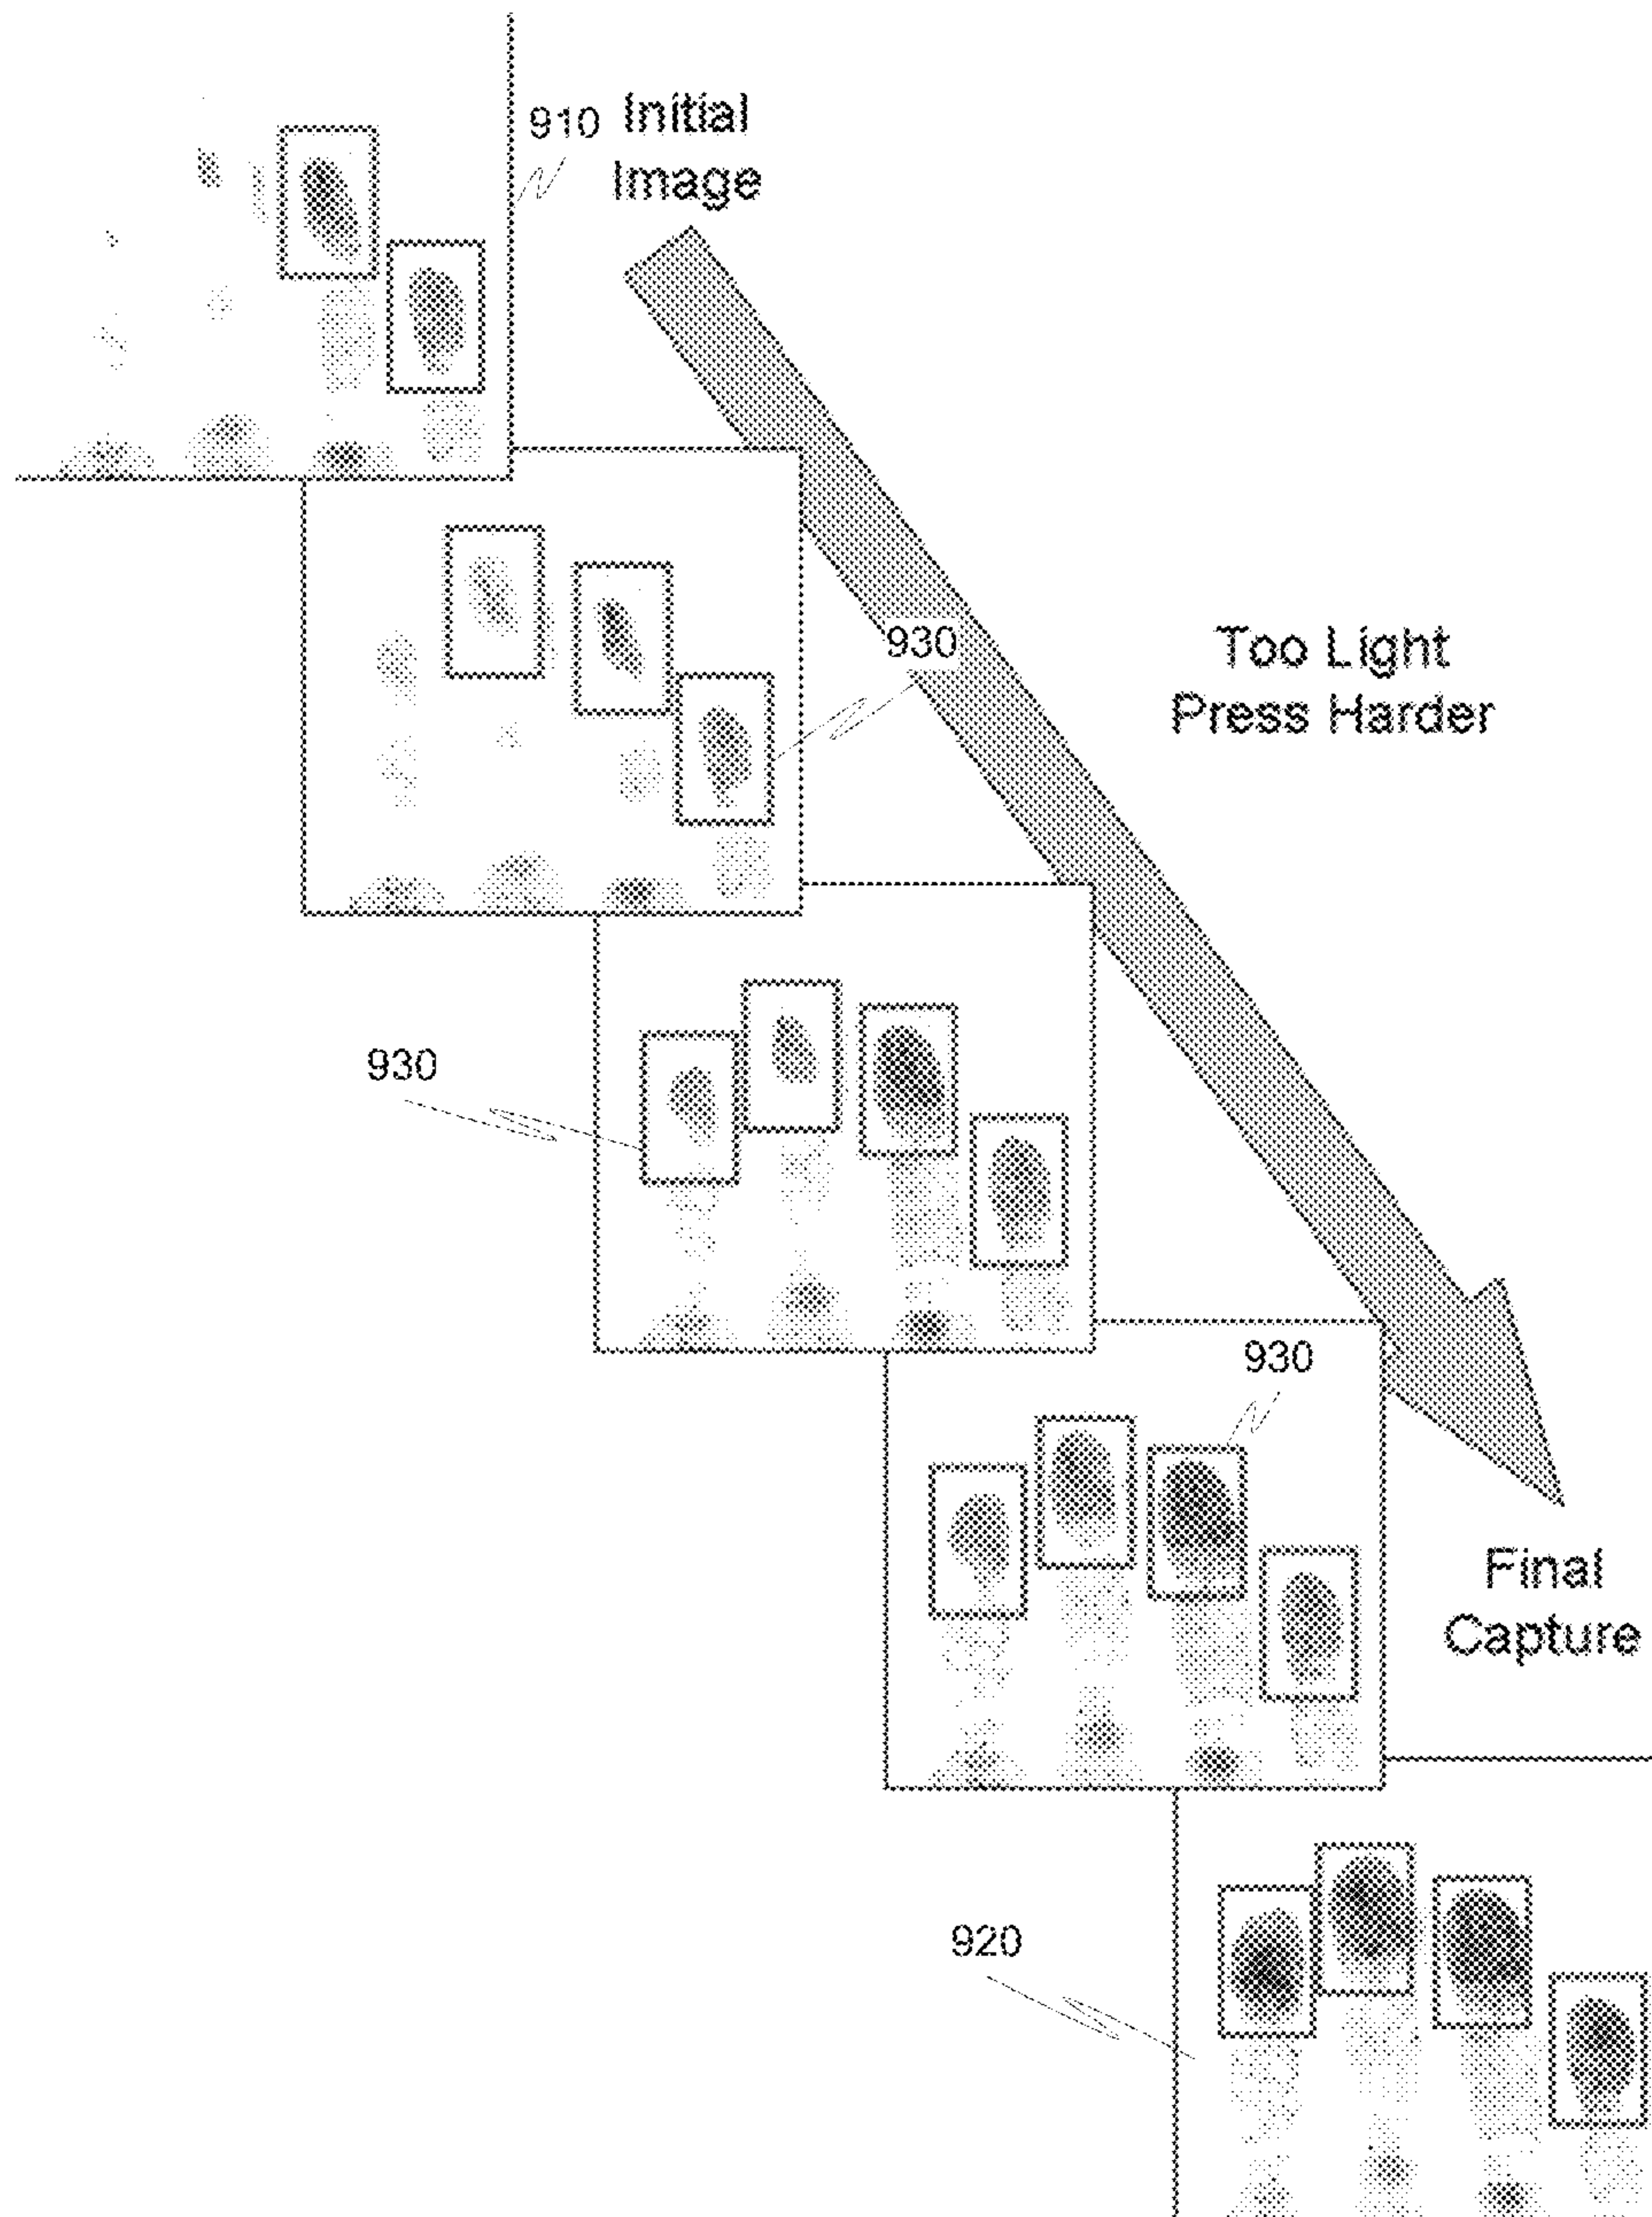 910
Initial
Image
930
Too Light
Press Harder
930
930
Final
Capture
920